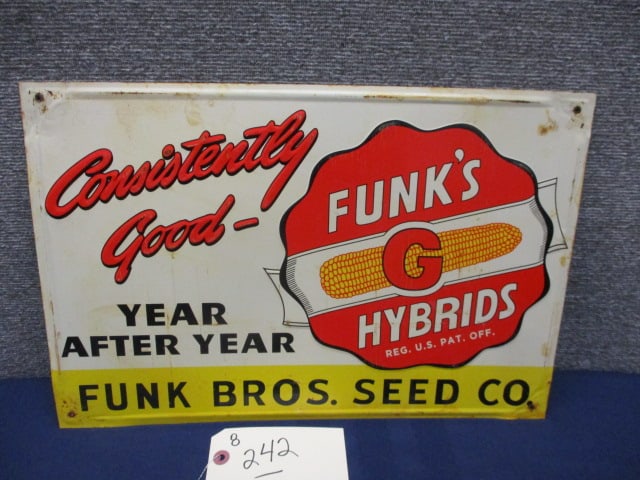 Consistently
Good-
YEAR
AFTER YEAR
FUNK'S
G
HYBRIDS
REG. U.S. PAT. OFF.
FUNK BROS. SEED CO.
8
242